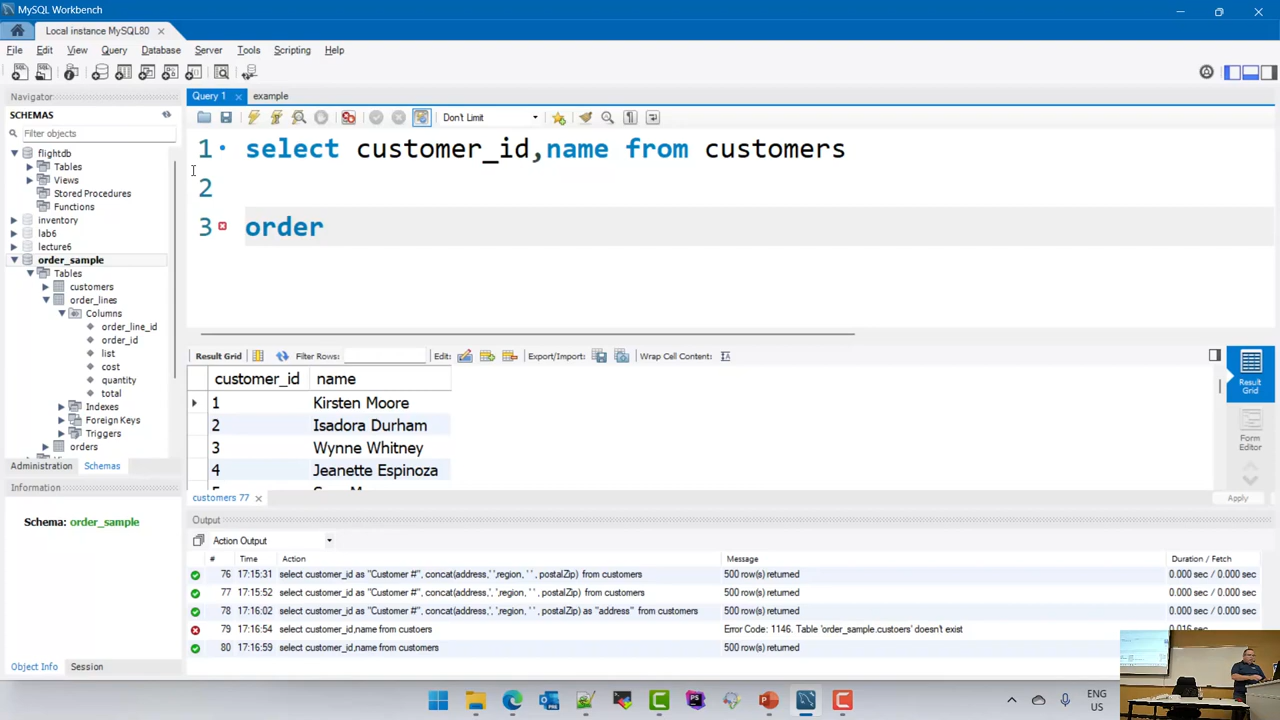 MySQL Workbench
Local instance MySQL80
File Edit View Query Database Server Tools Scripting Help
Navigator
SCHEMAS
Filter objects
flightdb
Tables
Views
Stored Procedures
Functions
inventory
lab6
lecture6
order_sample
Tables
customers
order_lines
Columns
order_line_id
order_id
list
cost
quantity
total
Indexes
Foreign Keys
Triggers
orders
Administration Schemas
Information
Schema: order_sample
Object Info Session
Query 1 example
Don't Limit
1 select customer_id,name from customers
2
3 order
Result Grid Filter Rows: Edit: Export/Import: Wrap Cell Content:
customer_id name
1 Kirsten Moore
2 Isadora Durham
3 Wynne Whitney
4 Jeanette Espinoza
Result Grid
Form Editor
customers 77
Apply
Output
Action Output
# Time Action Message Duration / Fetch
76 17:15:31 select customer_id as "Customer #", concat(address,' ',region, ' ' , postalZip) from customers 500 row(s) returned 0.000 sec / 0.000 sec
77 17:15:52 select customer_id as "Customer #", concat(address,', ',region, ' ' , postalZip) from customers 500 row(s) returned 0.000 sec / 0.000 sec
78 17:16:02 select customer_id as "Customer #", concat(address,', ',region, ' ' , postalZip) as "address" from customers 500 row(s) returned 0.000 sec / 0.000 sec
79 17:16:54 select customer_id,name from custoers Error Code: 1146. Table 'order_sample.custoers' doesn't exist 0.016 sec
80 17:16:59 select customer_id,name from customers 500 row(s) returned
ENG
US